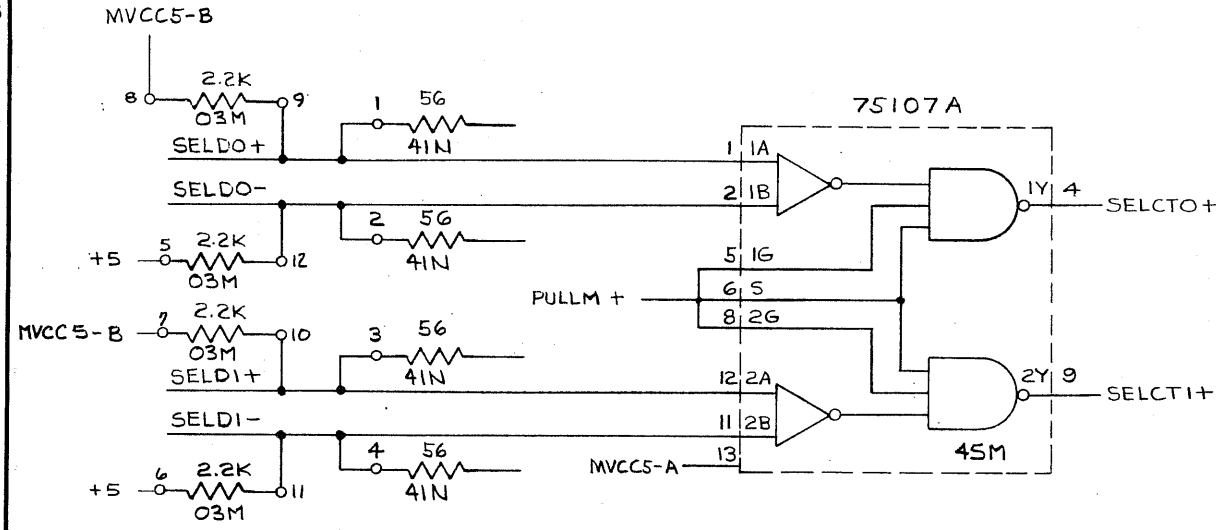 MVCC5-B
2.2K
8 9
03M
1 56
41N
75107A
SELD0+
1 1A
SELD0-
2 1B
1Y 4
SELCT0+
2 56
41N
5 2.2K
+5 12
03M
5 1G
6 S
PULLM +
8 2G
2.2K
MVCC5-B 7 10
03M
3 56
41N
SELD1+
12 2A
2Y 9
SELCT1+
SELD1-
11 2B
4 56
41N
MVCC5-A 13
45M
6 2.2K
+5 11
03M